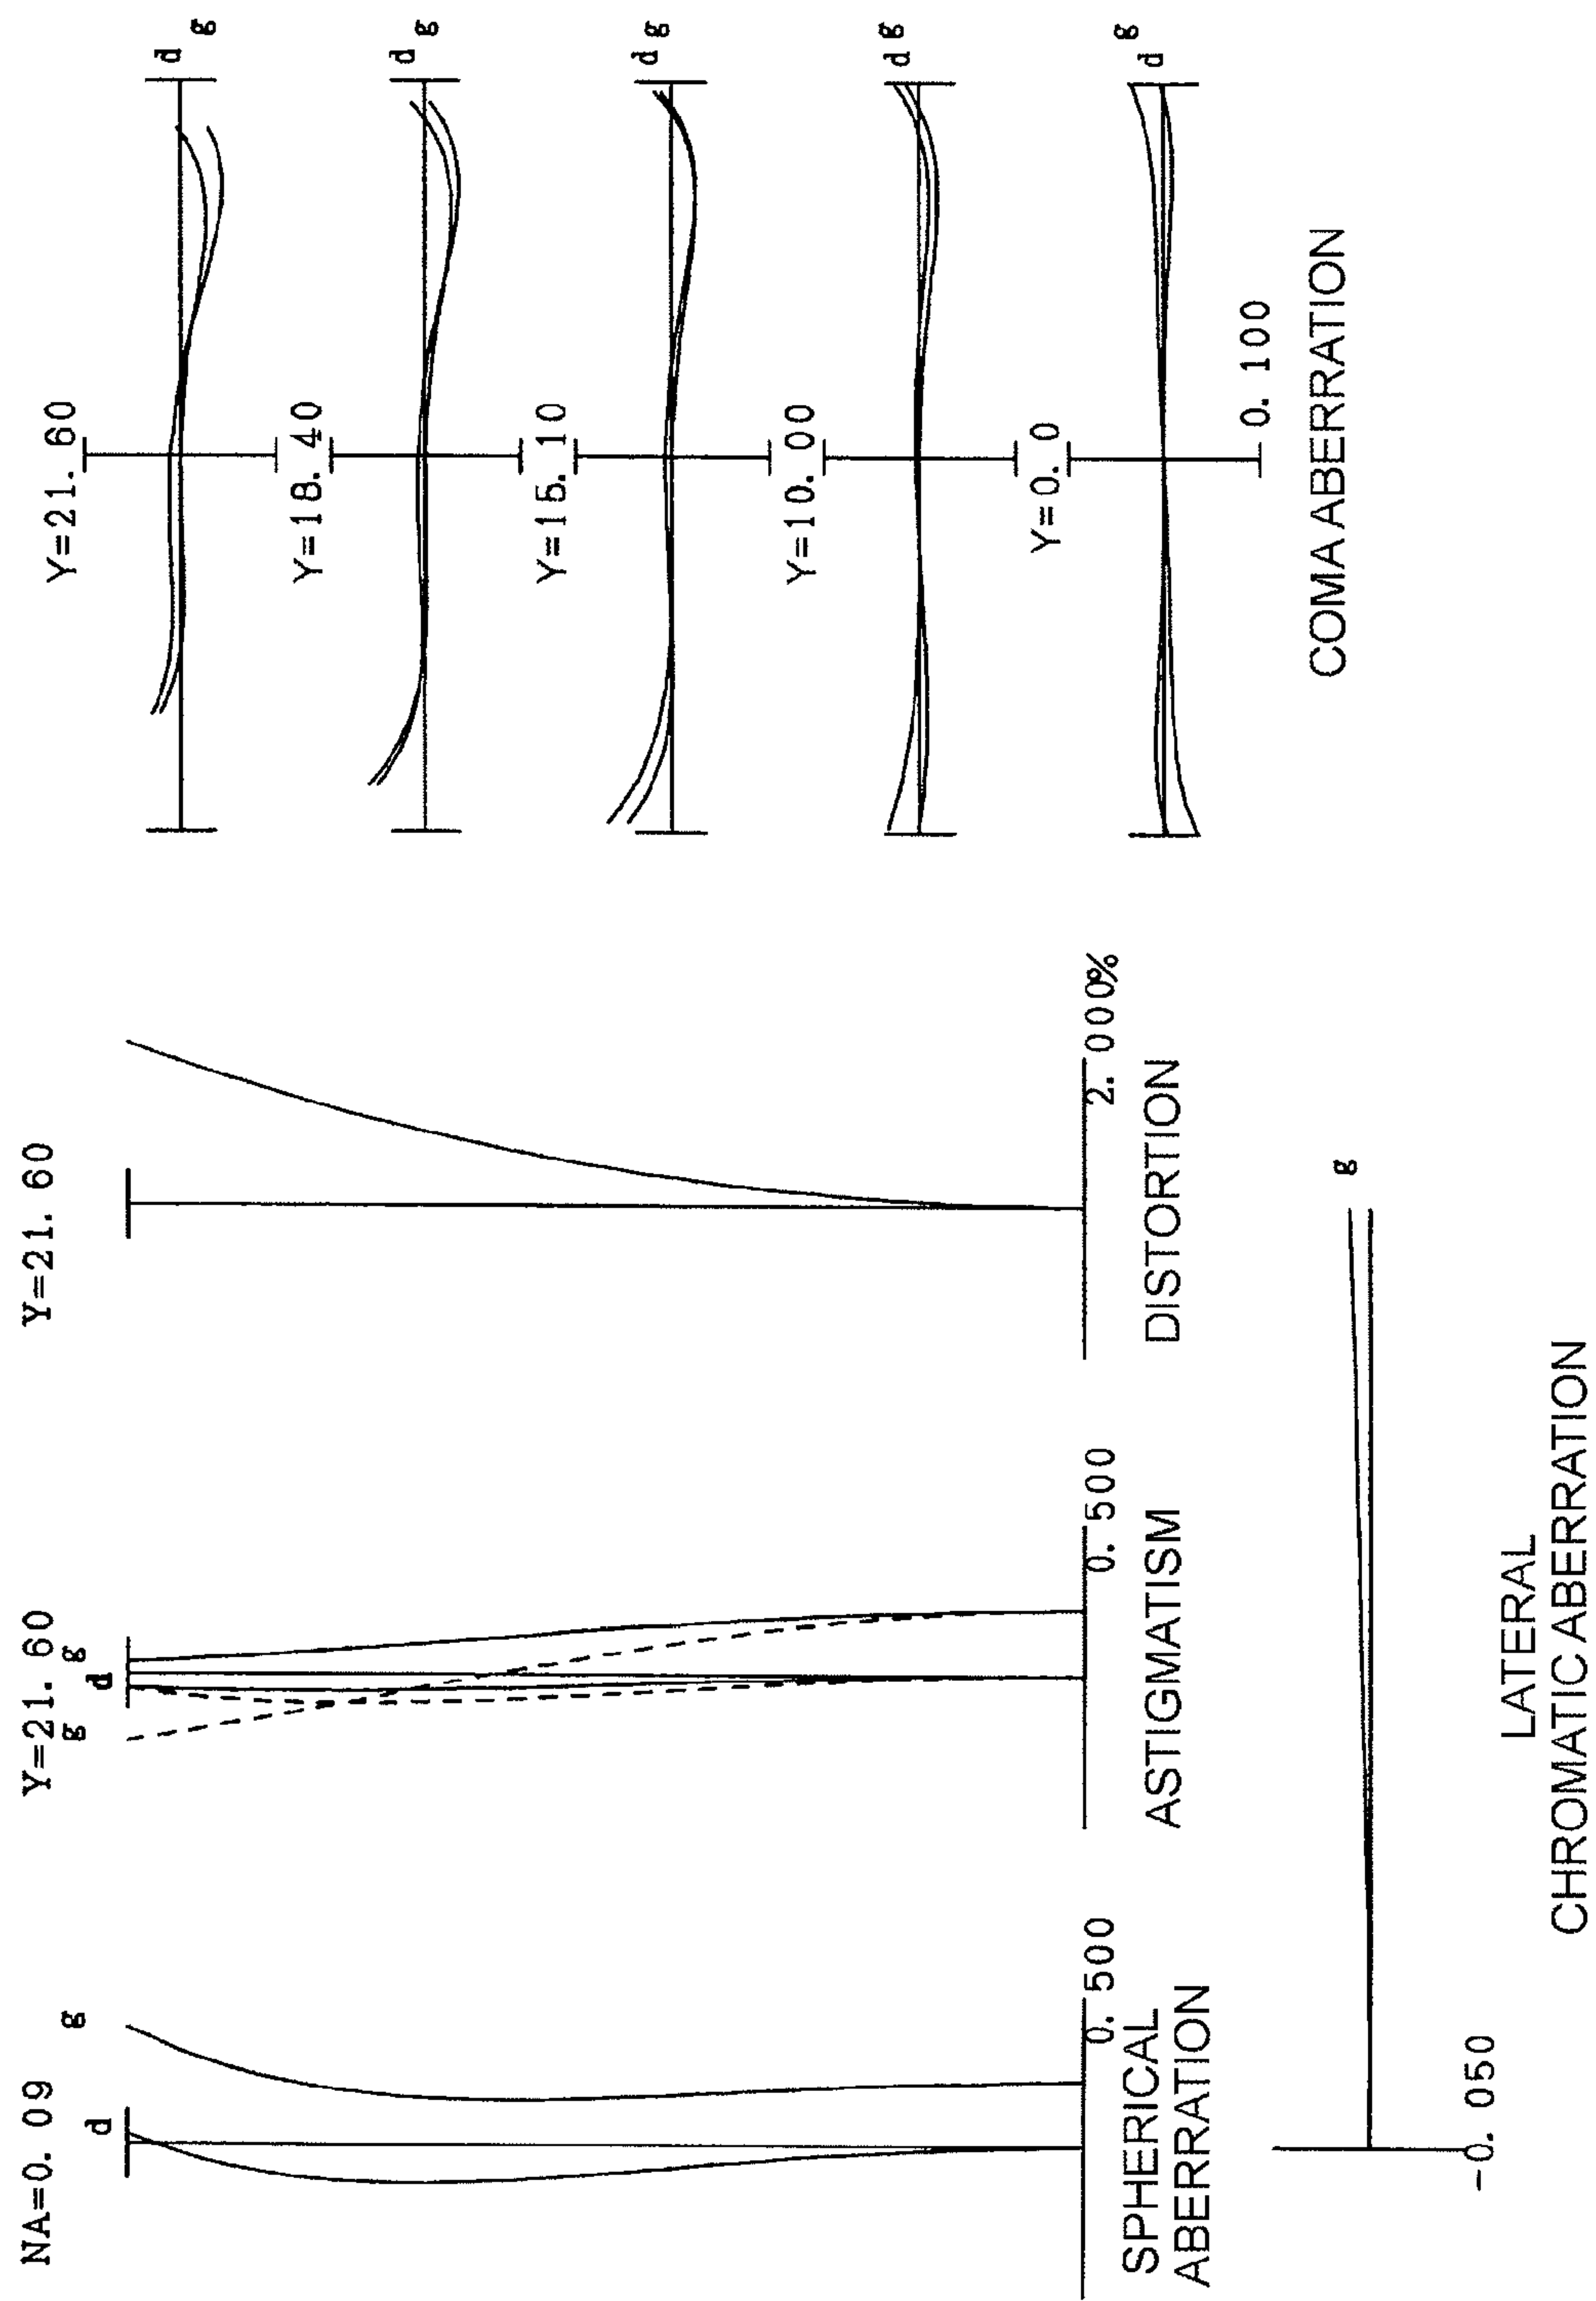 NA=0. 09
d
g
0. 500
SPHERICAL
ABERRATION
Y=21. 60
g
d
g
0. 500
ASTIGMATISM
Y=21. 60
2. 000%
DISTORTION
Y=21. 60
d
g
Y=18. 40
d
g
Y=15. 10
d
g
Y=10. 00
d
g
Y=0. 0
d
g
0. 100
COMA ABERRATION
g
-0. 050
LATERAL
CHROMATIC ABERRATION